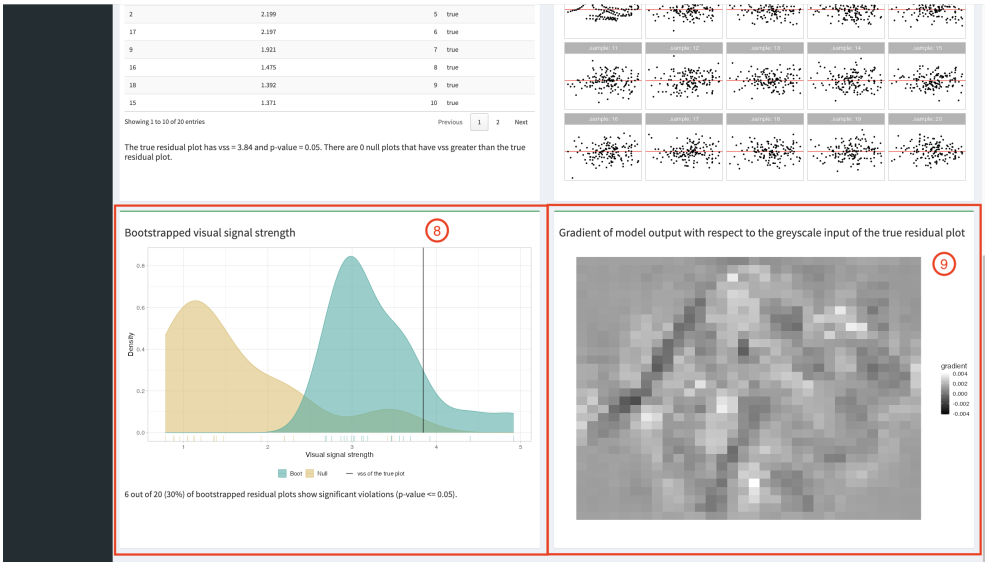 2 2.199 5 true
17 2.197 6 true
9 1.921 7 true
16 1.475 8 true
18 1.392 9 true
15 1.371 10 true
Showing 1 to 10 of 20 entries Previous 1 2 Next
The true residual plot has vss = 3.84 and p-value = 0.05. There are 0 null plots that have vss greater than the true
residual plot.
.sample: 11 .sample: 12 .sample: 13 .sample: 14 .sample: 15
.sample: 16 .sample: 17 .sample: 18 .sample: 19 .sample: 20
Bootstrapped visual signal strength
8
0.8
0.6
0.4
0.2
0.0
Density
1 2 3 4 5
Visual signal strength
Boot Null vss of the true plot
6 out of 20 (30%) of bootstrapped residual plots show significant violations (p-value <= 0.05).
Gradient of model output with respect to the greyscale input of the true residual plot
9
gradient
0.004
0.002
0.000
-0.002
-0.004